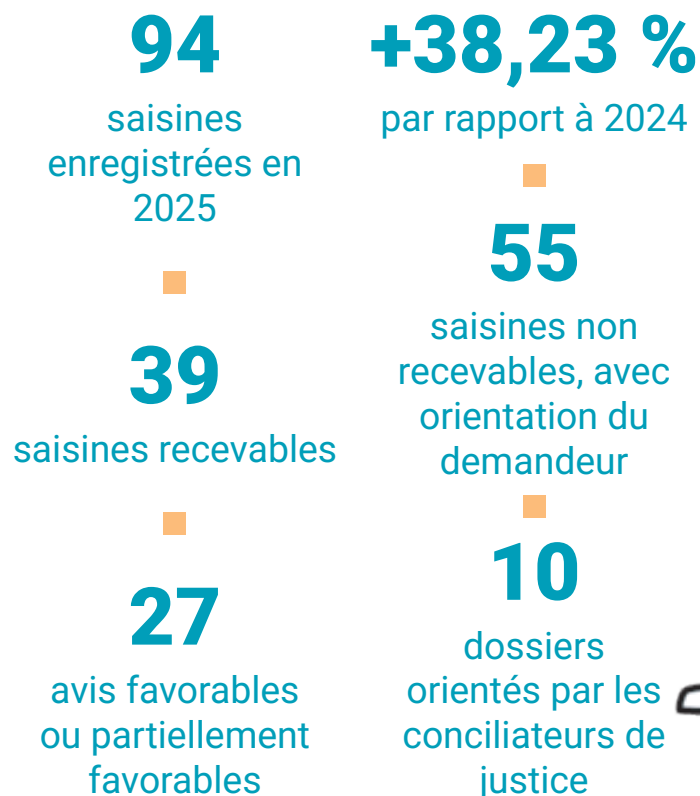 94
saisines
enregistrées en
2025
39
saisines recevables
27
avis favorables
ou partiellement
favorables
+38,23 %
par rapport à 2024
55
saisines non
recevables, avec
orientation du
demandeur
10
dossiers
orientés par les
conciliateurs de
justice